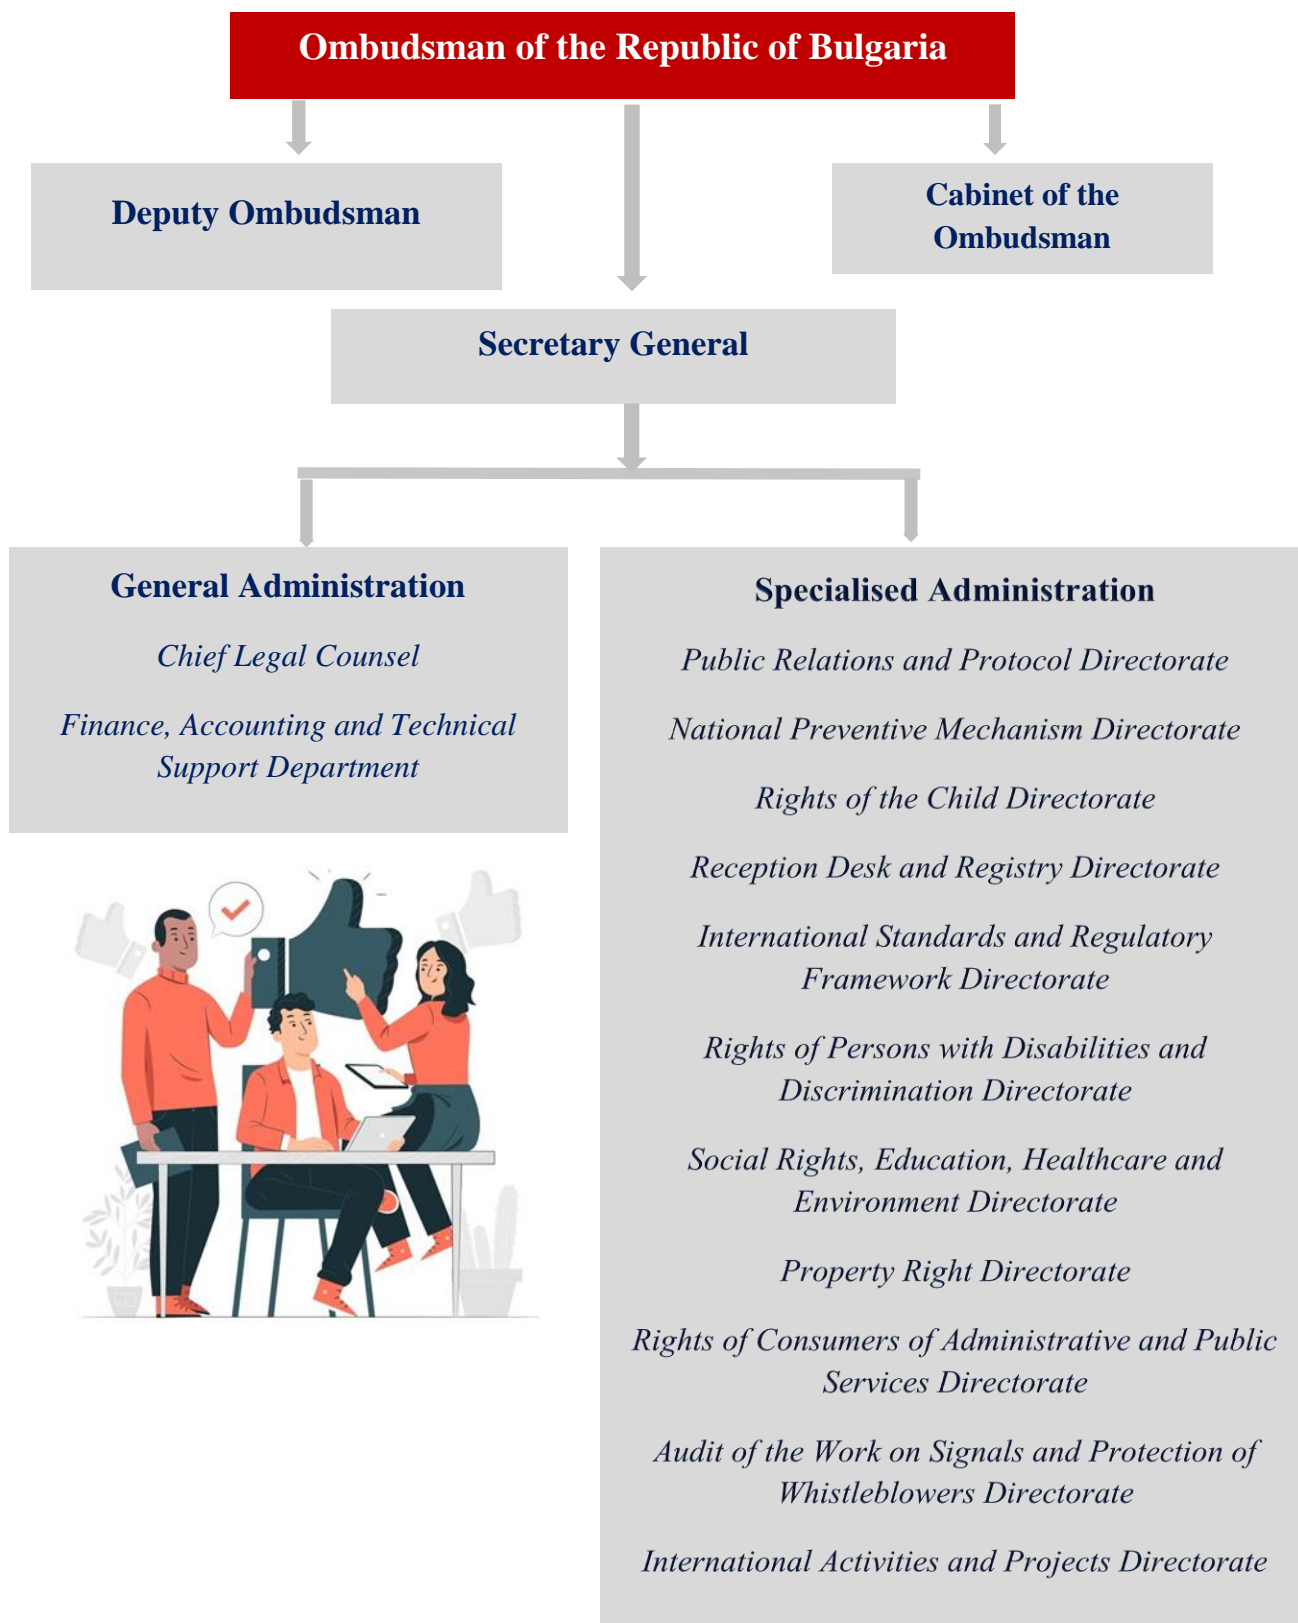 Ombudsman of the Republic of Bulgaria
Deputy Ombudsman
Cabinet of the
Ombudsman
Secretary General
General Administration
Chief Legal Counsel
Finance, Accounting and Technical
Support Department
Specialised Administration
Public Relations and Protocol Directorate
National Preventive Mechanism Directorate
Rights of the Child Directorate
Reception Desk and Registry Directorate
International Standards and Regulatory
Framework Directorate
Rights of Persons with Disabilities and
Discrimination Directorate
Social Rights, Education, Healthcare and
Environment Directorate
Property Right Directorate
Rights of Consumers of Administrative and Public
Services Directorate
Audit of the Work on Signals and Protection of
Whistleblowers Directorate
International Activities and Projects Directorate